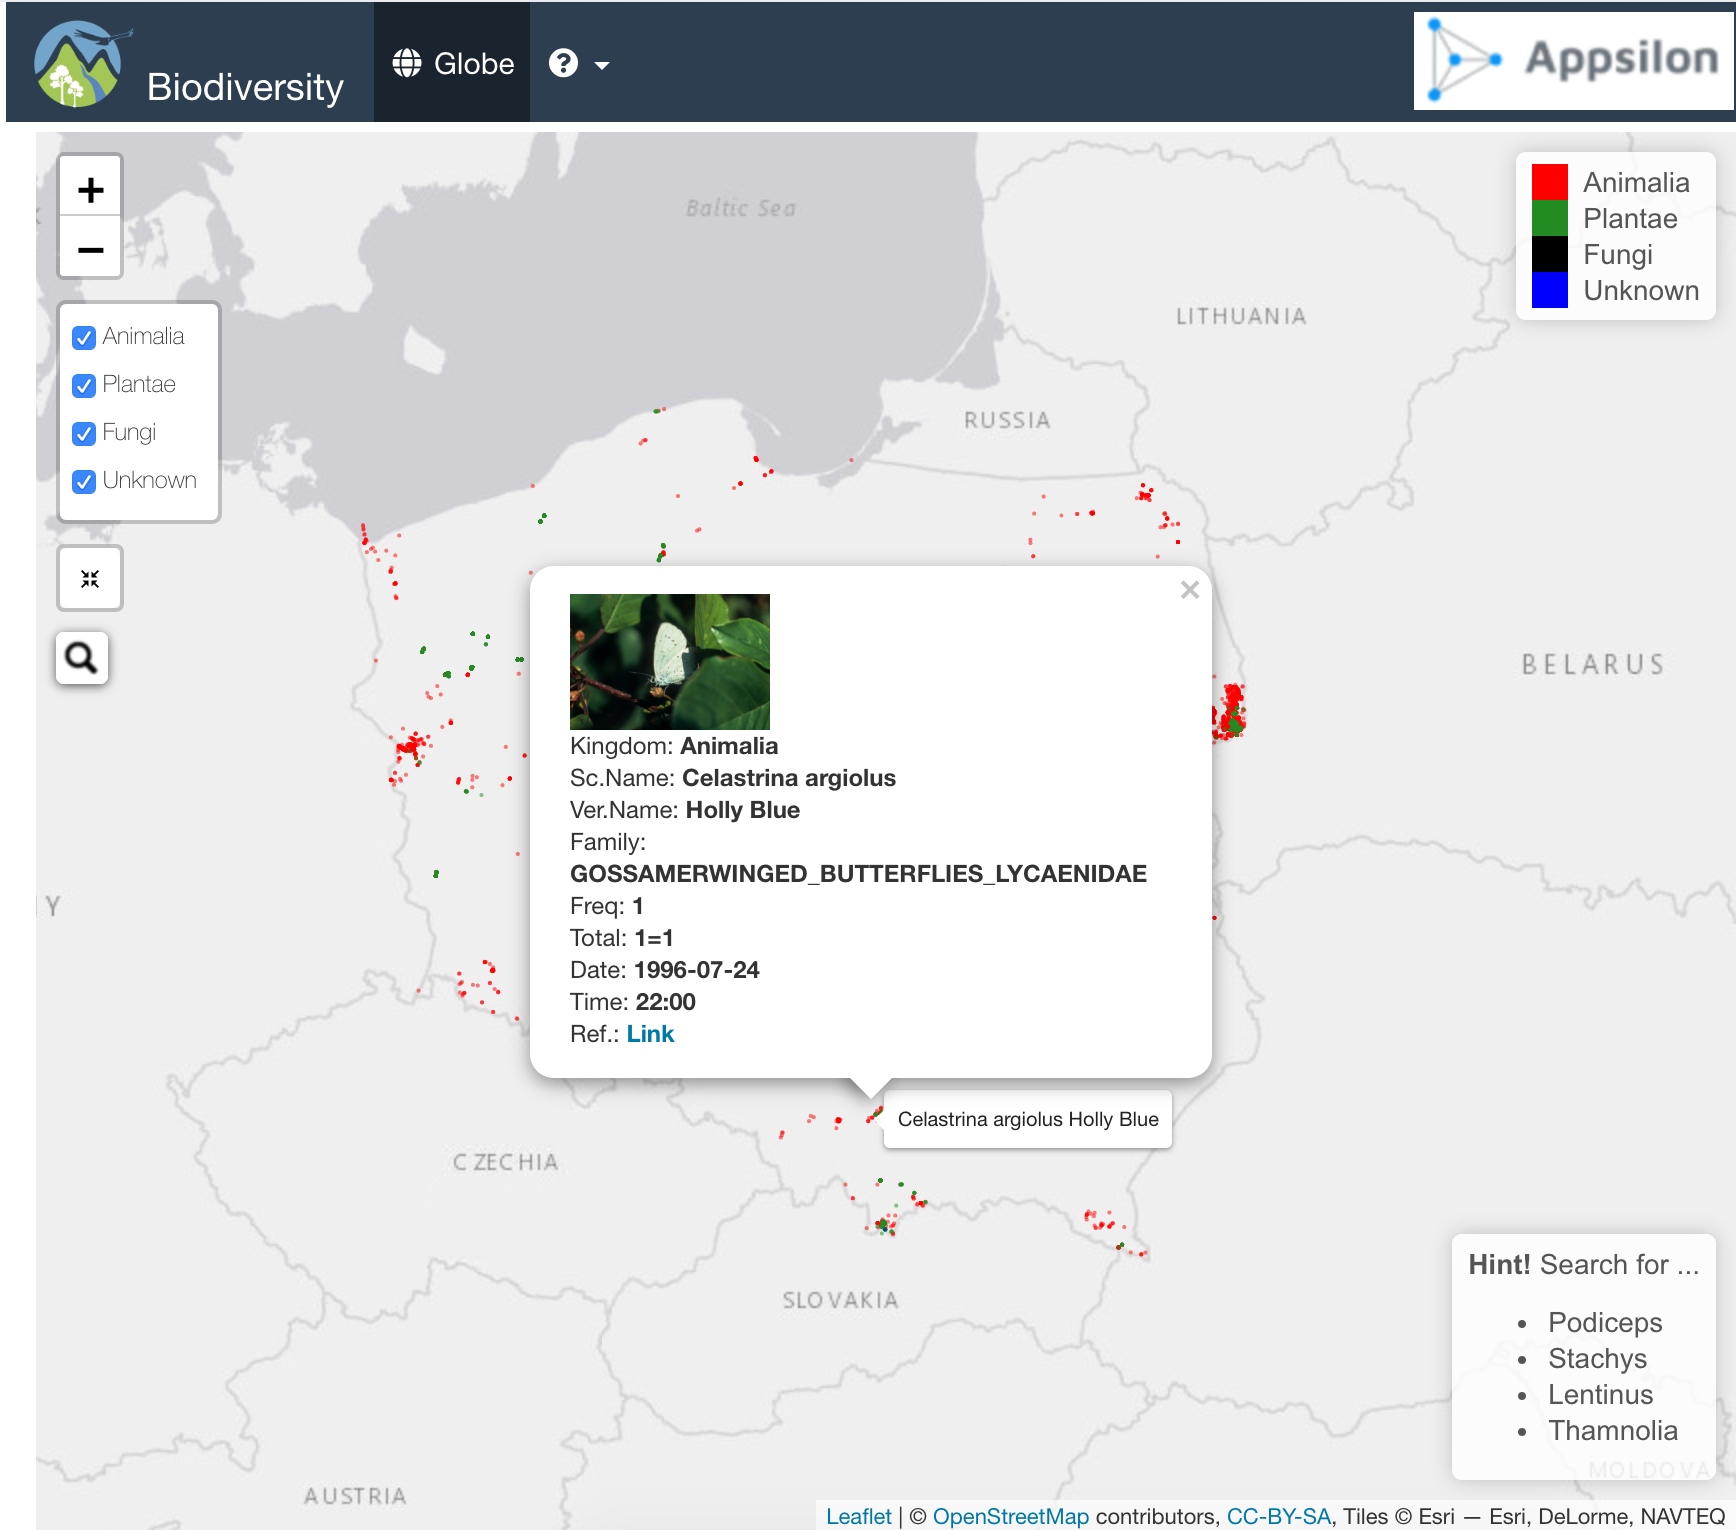 Biodiversity
Globe
?
Appsilon
+
−
Animalia
Plantae
Fungi
Unknown
Animalia
Plantae
Fungi
Unknown
Baltic Sea
LITHUANIA
RUSSIA
BELARUS
Y
×
Kingdom: Animalia
Sc.Name: Celastrina argiolus
Ver.Name: Holly Blue
Family:
GOSSAMERWINGED_BUTTERFLIES_LYCAENIDAE
Freq: 1
Total: 1=1
Date: 1996-07-24
Time: 22:00
Ref.: Link
Celastrina argiolus Holly Blue
CZECHIA
SLOVAKIA
AUSTRIA
Hint! Search for ...
• Podiceps
• Stachys
• Lentinus
• Thamnolia
MOLDOVA
Leaflet | © OpenStreetMap contributors, CC-BY-SA, Tiles © Esri — Esri, DeLorme, NAVTEQ